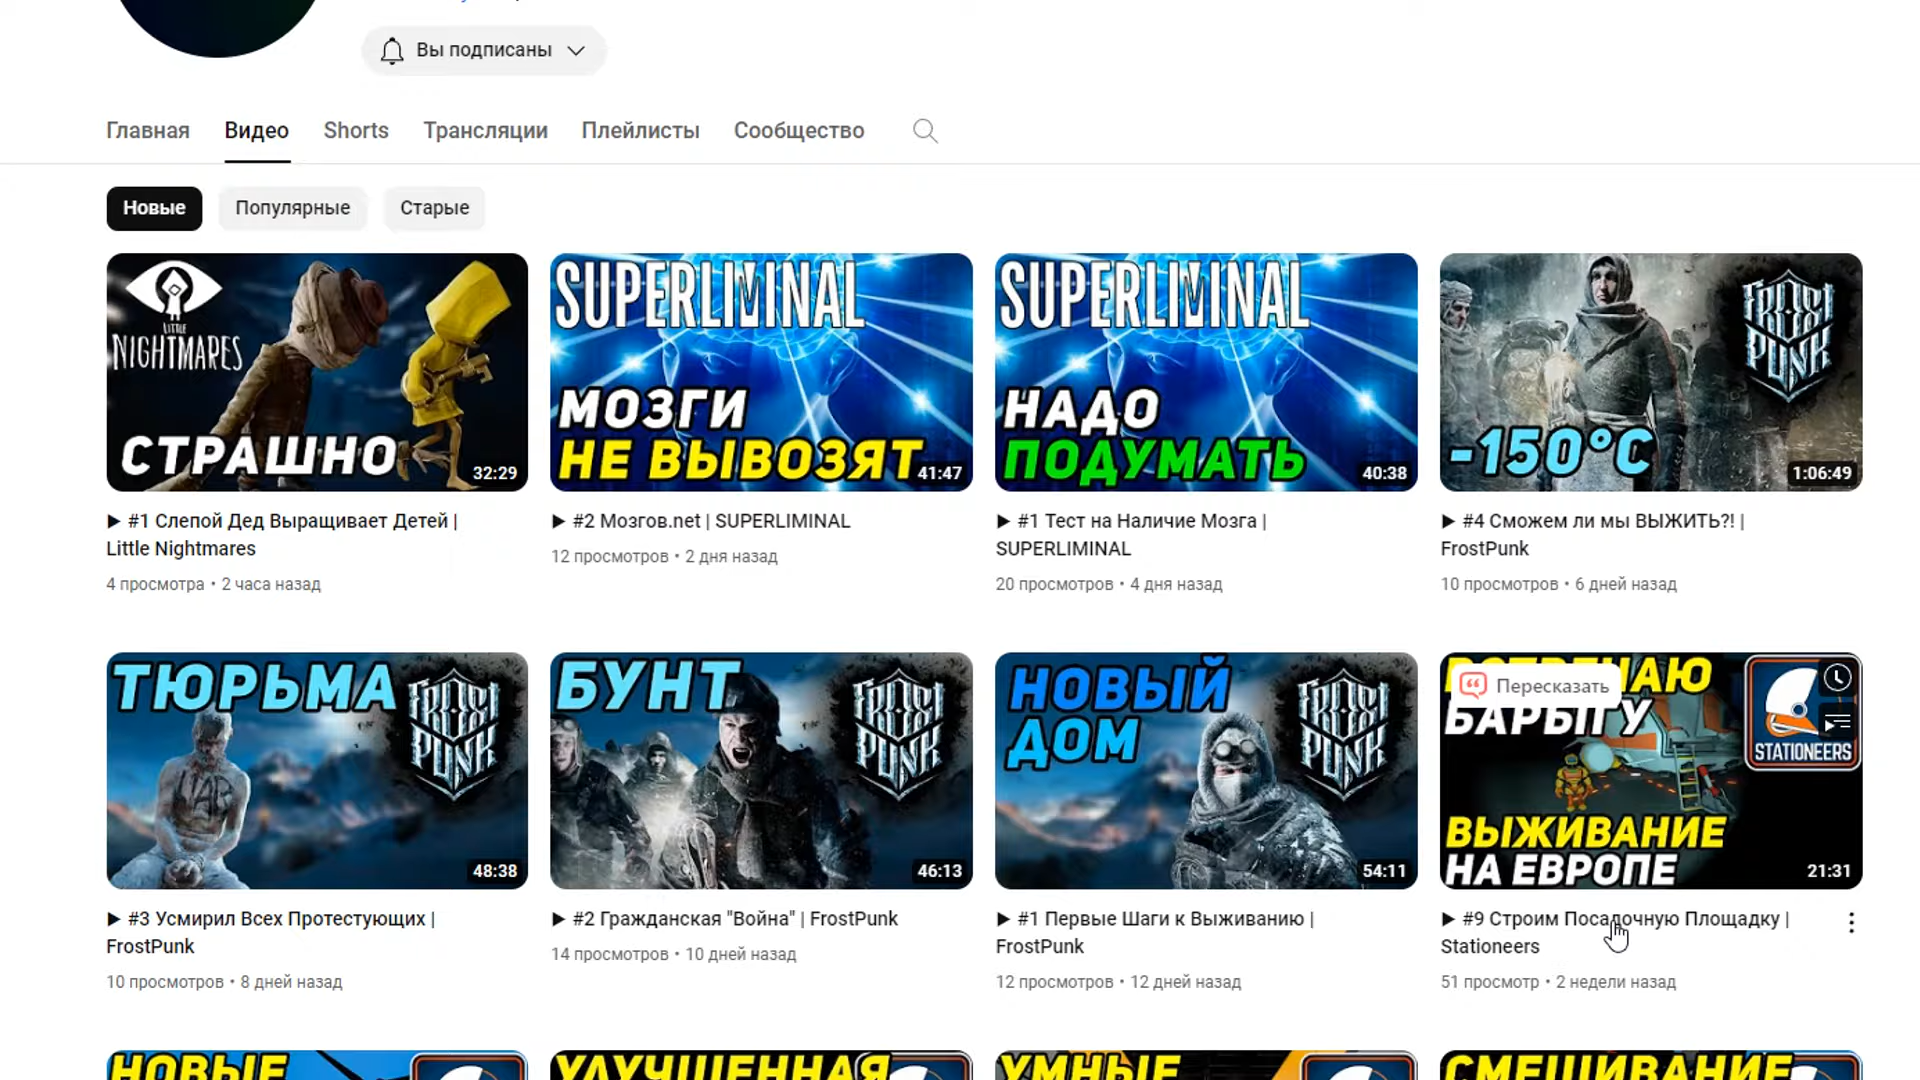 Вы подписаны
Главная Видео Shorts Трансляции Плейлисты Сообщество
Новые Популярные Старые
LITTLE
NIGHTMARES
СТРАШНО
32:29
SUPERLIMINAL
МОЗГИ
НЕ ВЫВОЗЯТ
41:47
SUPERLIMINAL
НАДО
ПОДУМАТЬ
40:38
FROST
PUNK
-150°C
1:06:49
▶ #1 Слепой Дед Выращивает Детей |
Little Nightmares
4 просмотра • 2 часа назад
▶ #2 Мозгов.net | SUPERLIMINAL
12 просмотров • 2 дня назад
▶ #1 Тест на Наличие Мозга |
SUPERLIMINAL
20 просмотров • 4 дня назад
▶ #4 Сможем ли мы ВЫЖИТЬ?! |
FrostPunk
10 просмотров • 6 дней назад
ТЮРЬМА
FROST
PUNK
48:38
БУНТ
FROST
PUNK
46:13
НОВЫЙ
ДОМ
FROST
PUNK
54:11
Пересказать
БАРЫГУ
STATIONEERS
ВЫЖИВАНИЕ
НА ЕВРОПЕ
21:31
▶ #3 Усмирил Всех Протестующих |
FrostPunk
10 просмотров • 8 дней назад
▶ #2 Гражданская "Война" | FrostPunk
14 просмотров • 10 дней назад
▶ #1 Первые Шаги к Выживанию |
FrostPunk
12 просмотров • 12 дней назад
▶ #9 Строим Посадочную Площадку |
Stationeers
51 просмотр • 2 недели назад
НОВЫЕ
УЛУЧШЕННАЯ
УМНЫЕ
СМЕШИВАНИЕ